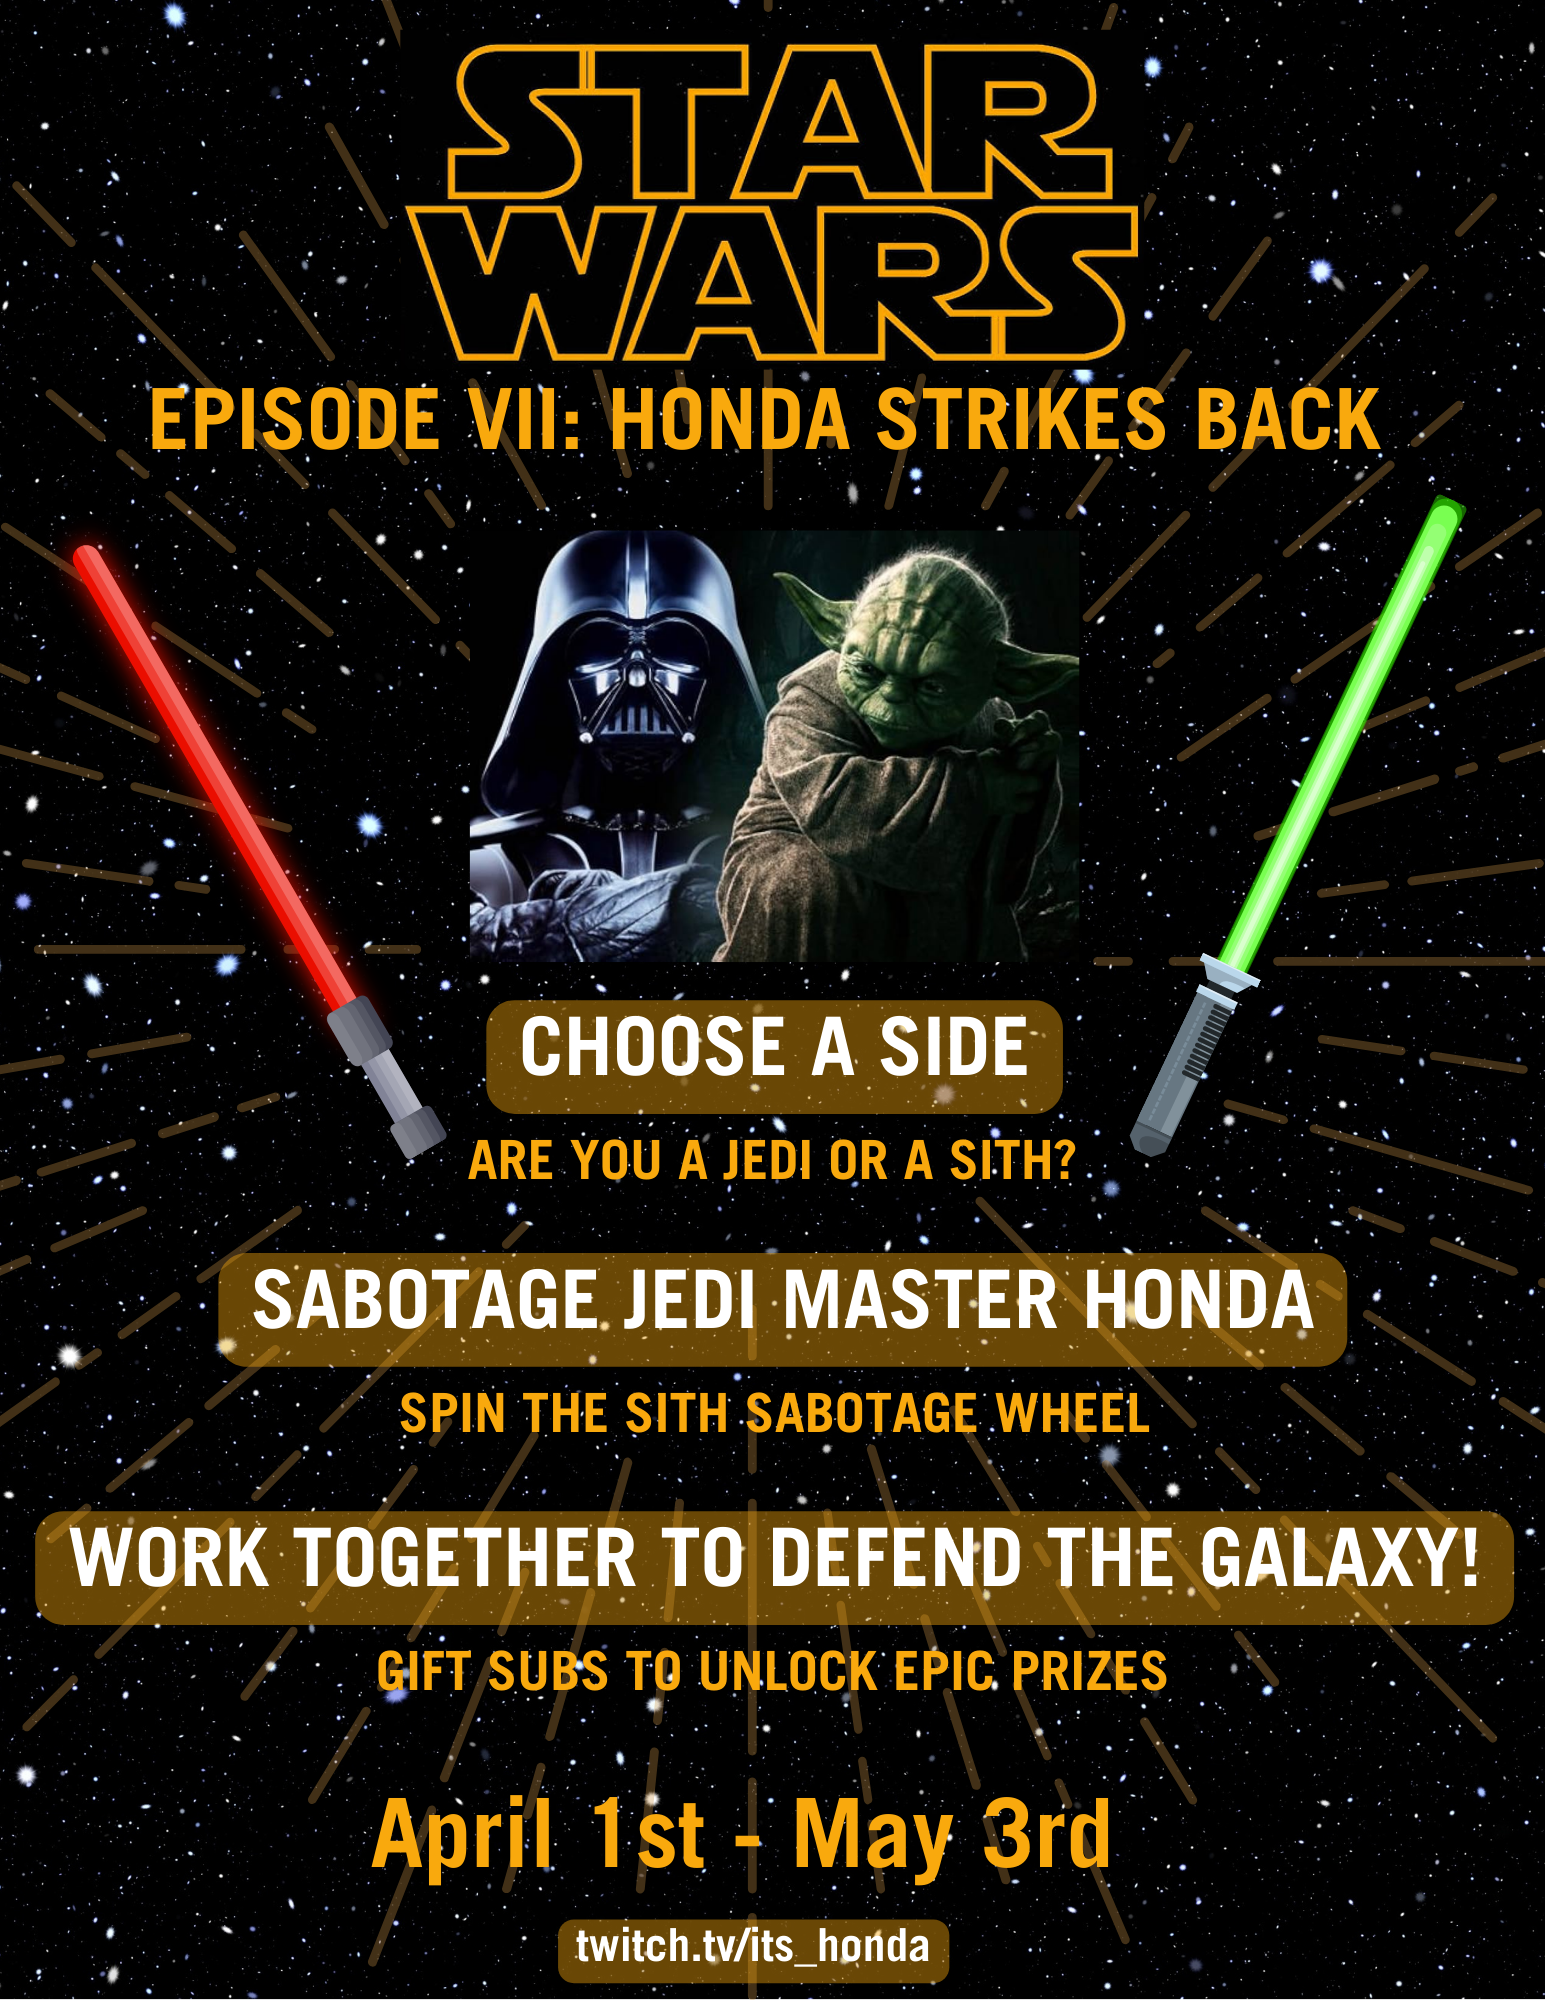 STAR
WARS
EPISODE VII: HONDA STRIKES BACK
CHOOSE A SIDE
ARE YOU A JEDI OR A SITH?
SABOTAGE JEDI MASTER HONDA
SPIN THE SITH SABOTAGE WHEEL
WORK TOGETHER TO DEFEND THE GALAXY!
GIFT SUBS TO UNLOCK EPIC PRIZES
April 1st - May 3rd
twitch.tv/its_honda